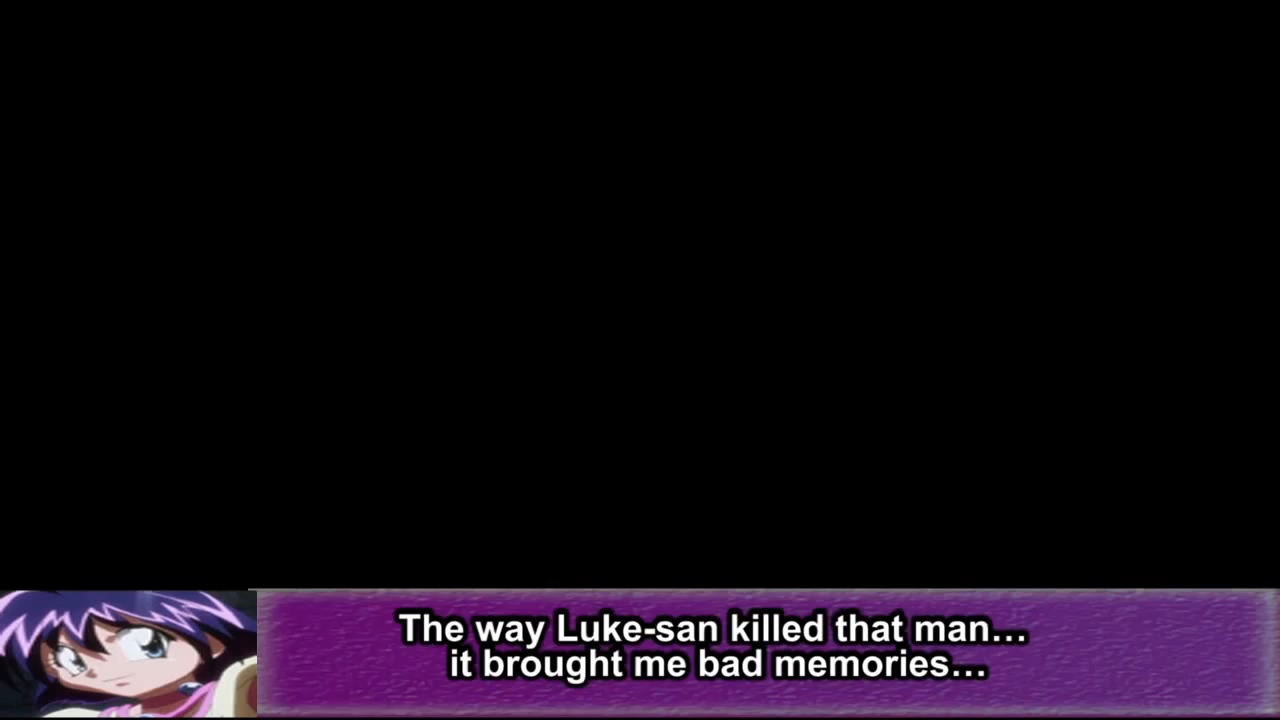 The way Luke-san killed that man…
it brought me bad memories…